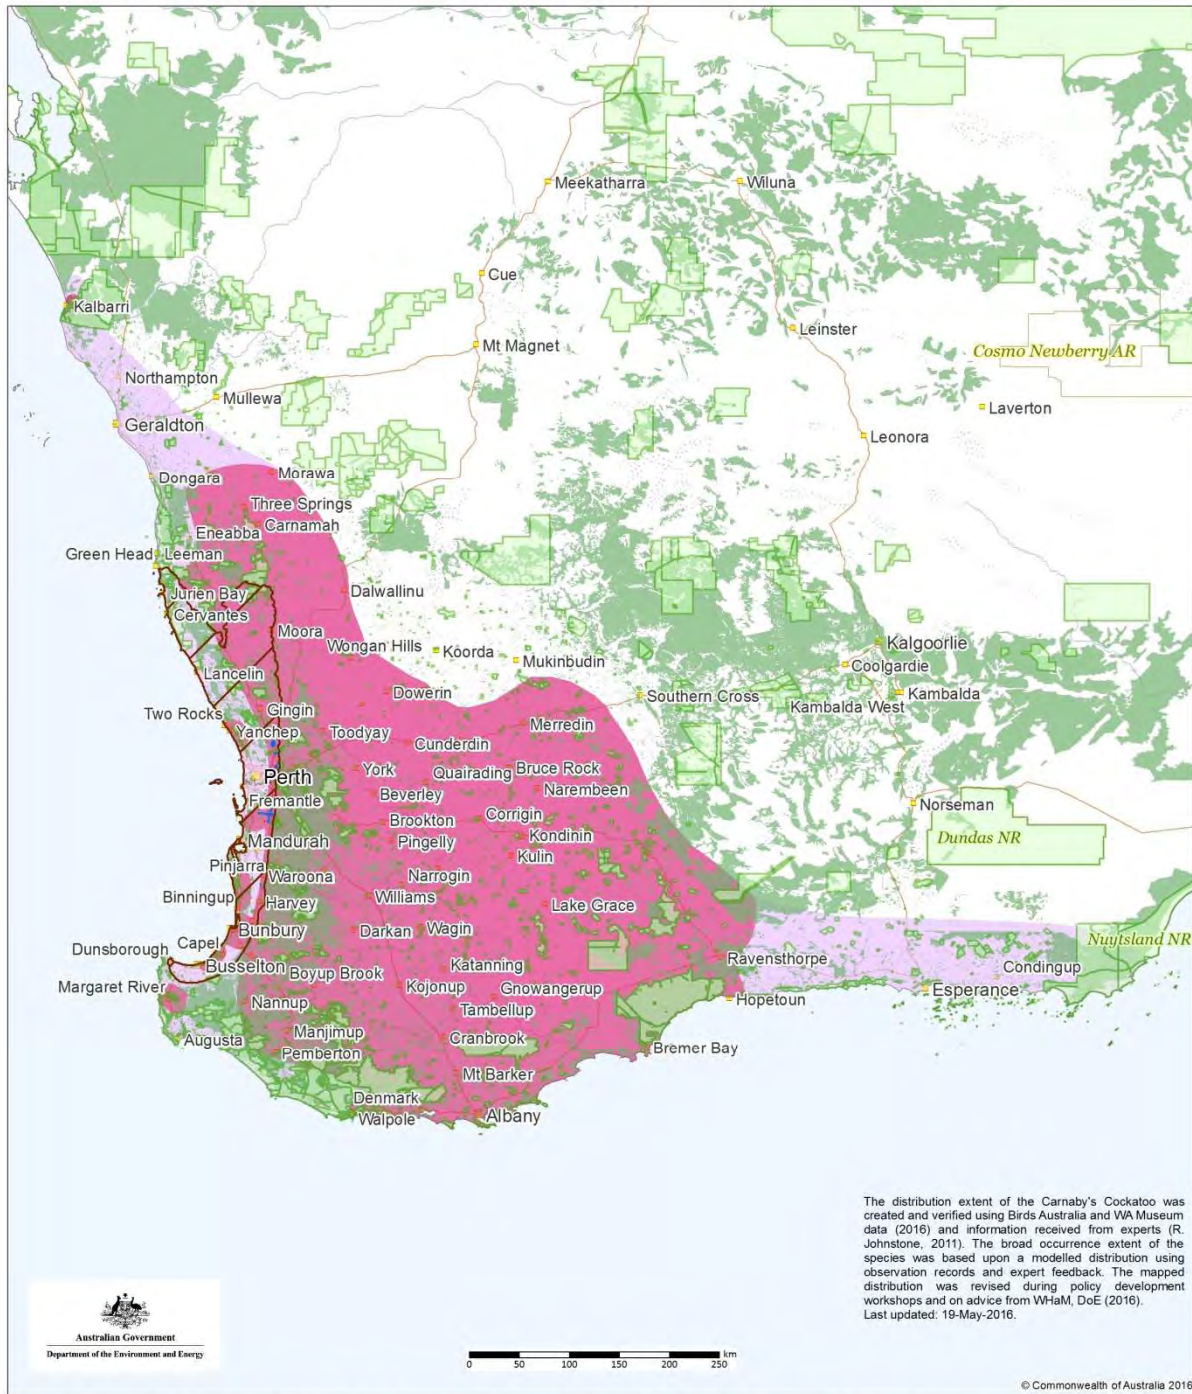 Meekatharra
Wiluna
Cue
Kalbarri
Leinster
Mt Magnet
Cosmo Newberry AR
Northampton
Mullewa
Laverton
Geraldton
Leonora
Dongara
Morawa
Three Springs
Carnamah
Eneabba
Green Head
Leeman
Jurien Bay
Dalwallinu
Cervantes
Moora
Wongan Hills
Koorda
Mukinbudin
Kalgoorlie
Coolgardie
Lancelin
Dowerin
Southern Cross
Kambalda
Kambalda West
Two Rocks
Gingin
Yanchep
Toodyay
Merredin
Cunderdin
Perth
York
Quairading
Bruce Rock
Beverley
Narembeen
Fremantle
Norseman
Brookton
Corrigin
Mandurah
Pingelly
Kondinin
Dundas NR
Kulin
Pinjarra
Waroona
Narrogin
Binningup
Harvey
Williams
Lake Grace
Bunbury
Darkan
Wagin
Nuytsland NR
Dunsborough
Capel
Busselton
Boyup Brook
Katanning
Ravensthorpe
Condingup
Margaret River
Kojonup
Gnowangerup
Esperance
Nannup
Tambellup
Hopetoun
Augusta
Manjimup
Cranbrook
Pemberton
Bremer Bay
Mt Barker
Denmark
Walpole
Albany
The distribution extent of the Carnaby's Cockatoo was
created and verified using Birds Australia and WA Museum
data (2016) and information received from experts (R.
Johnstone, 2011). The broad occurrence extent of the
species was based upon a modelled distribution using
observation records and expert feedback. The mapped
distribution was revised during policy development
workshops and on advice from WHaM, DoE (2016).
Last updated: 19-May-2016.
Australian Government
Department of the Environment and Energy
km
0 50 100 150 200 250
© Commonwealth of Australia 2016